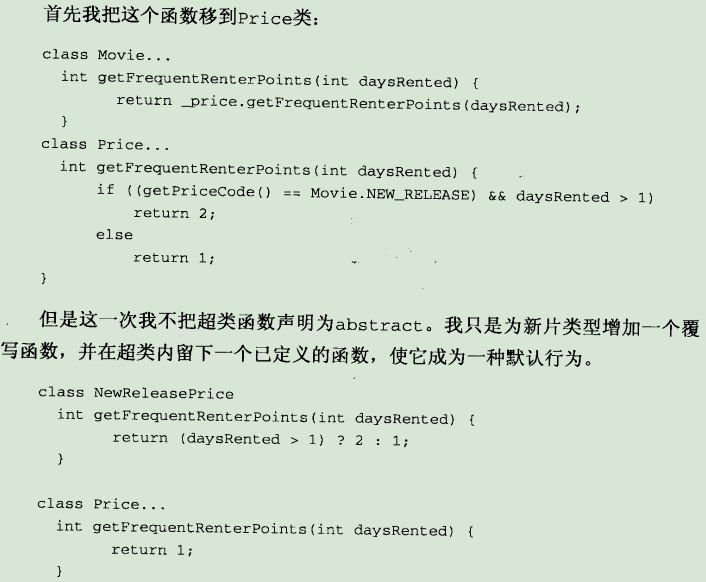 首先我把这个函数移到Price类：
class Movie...
  int getFrequentRenterPoints(int daysRented) {
        return _price.getFrequentRenterPoints(daysRented);
  }
class Price...
  int getFrequentRenterPoints(int daysRented) {
      if ((getPriceCode() == Movie.NEW_RELEASE) && daysRented > 1)
          return 2;
      else
          return 1;
}
但是这一次我不把超类函数声明为abstract。我只是为新片类型增加一个覆
写函数，并在超类内留下一个已定义的函数，使它成为一种默认行为。
class NewReleasePrice
  int getFrequentRenterPoints(int daysRented) {
        return (daysRented > 1) ? 2 : 1;
  }
class Price...
  int getFrequentRenterPoints(int daysRented) {
        return 1;
  }